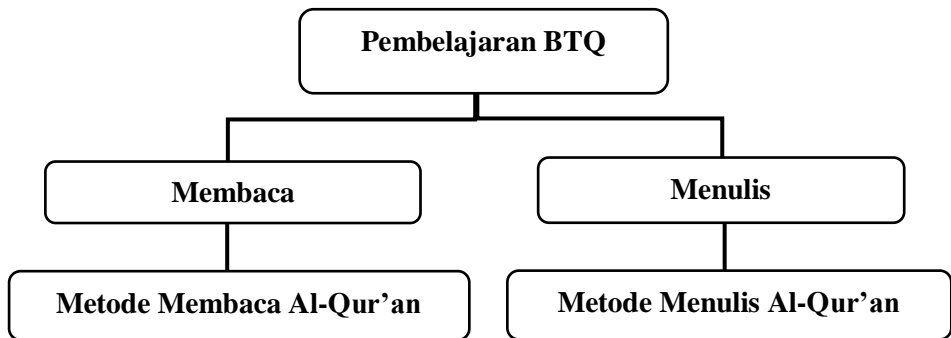 Pembelajaran BTQ
Membaca
Menulis
Metode Membaca Al-Qur’an
Metode Menulis Al-Qur’an